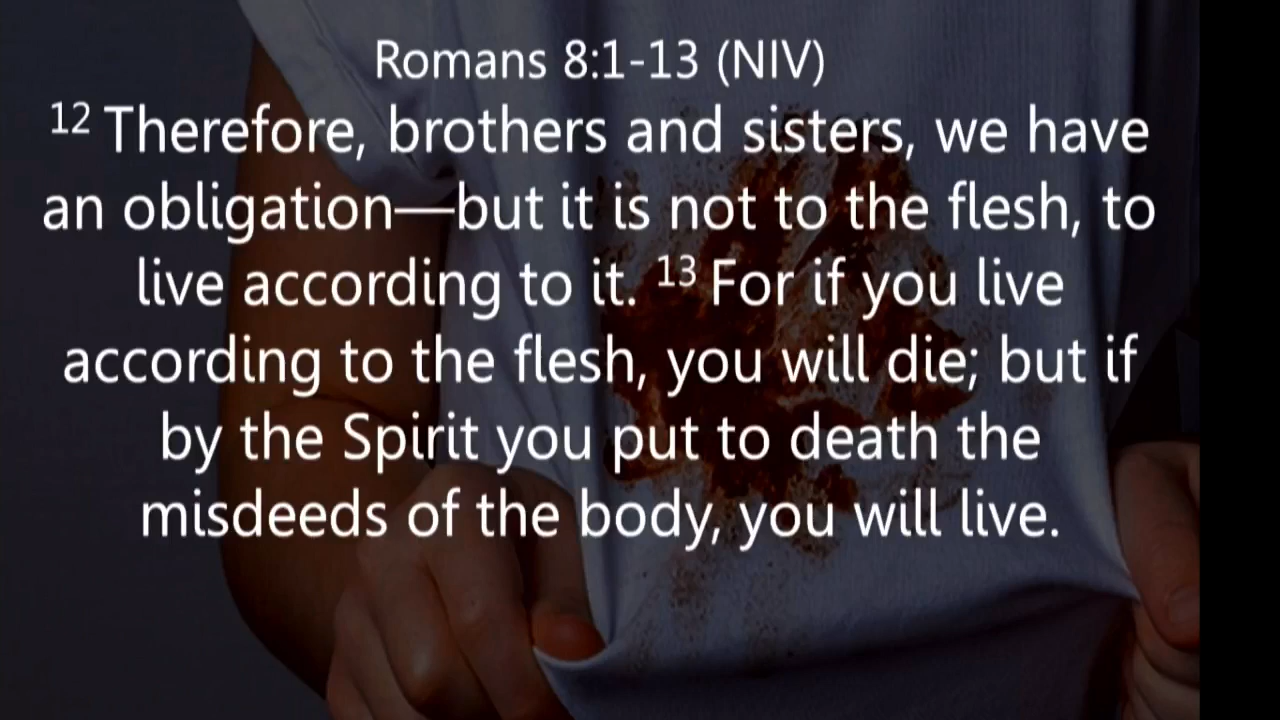 Romans 8:1-13 (NIV)
12 Therefore, brothers and sisters, we have
an obligation—but it is not to the flesh, to
live according to it. 13 For if you live
according to the flesh, you will die; but if
by the Spirit you put to death the
misdeeds of the body, you will live.